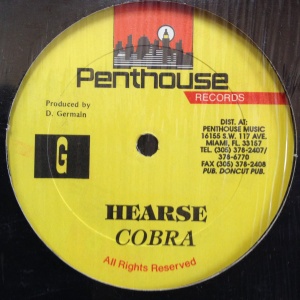 Penthouse
RECORDS
Produced by
D. Germain
DIST. AT:
PENTHOUSE MUSIC
16155 S.W. 117 AVE.
MIAMI, FL. 33157
TEL. (305) 378-2407/
378-6770
FAX (305) 378-2408
PUB. DONCUT PUB.
G
HEARSE
COBRA
All Rights Reserved